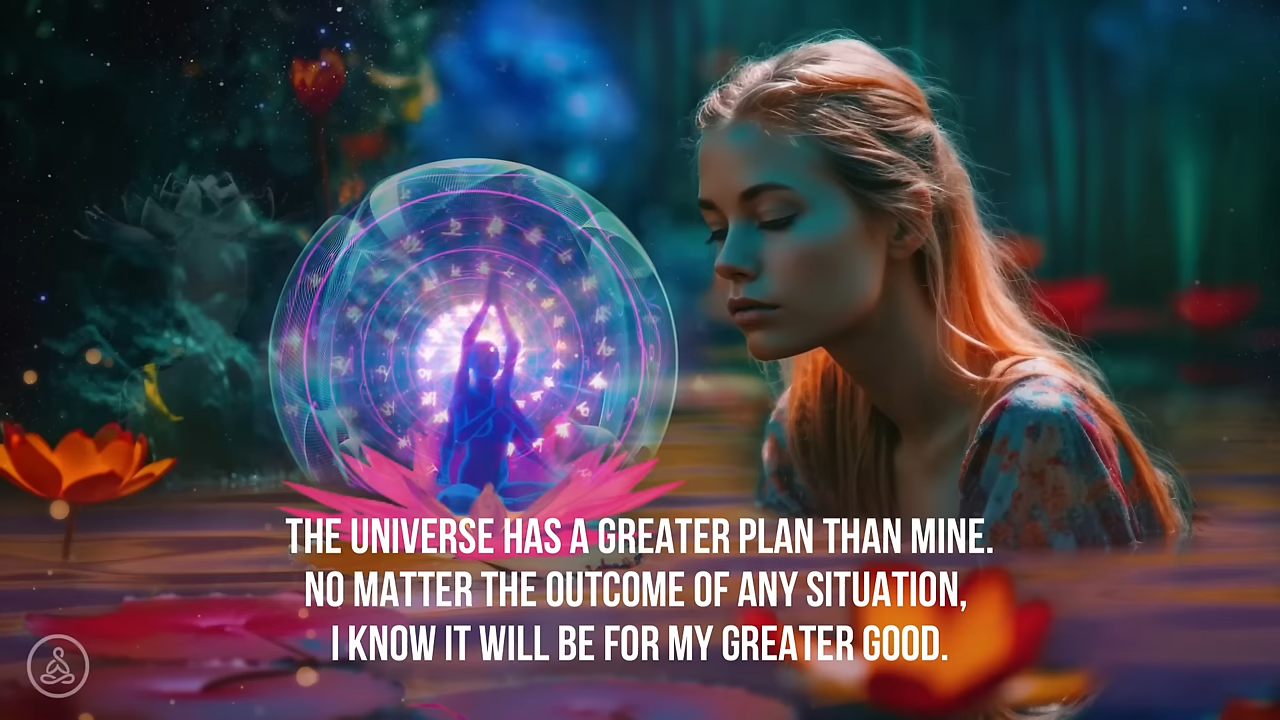 THE UNIVERSE HAS A GREATER PLAN THAN MINE.
NO MATTER THE OUTCOME OF ANY SITUATION,
I KNOW IT WILL BE FOR MY GREATER GOOD.